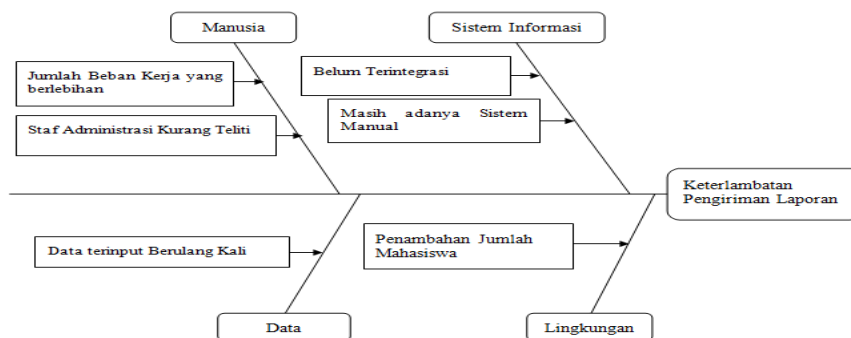 Manusia
Sistem Informasi
Jumlah Beban Kerja yang
berlebihan
Belum Terintegrasi
Masih adanya Sistem
Manual
Staf Administrasi Kurang Teliti
Keterlambatan
Pengiriman Laporan
Data terinput Berulang Kali
Penambahan Jumlah
Mahasiswa
Data
Lingkungan